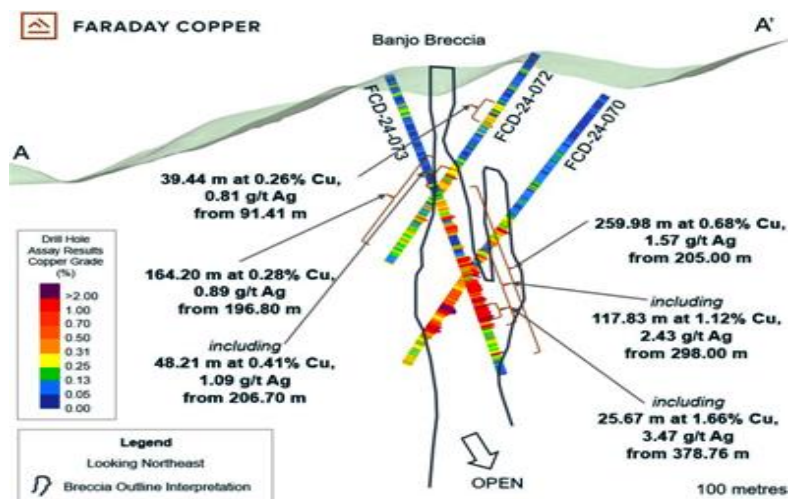 FARADAY COPPER
A'
Banjo Breccia
FCD-24-073
FCD-24-072
FCD-24-070
A
39.44 m at 0.26% Cu,
0.81 g/t Ag
from 91.41 m
164.20 m at 0.28% Cu,
0.89 g/t Ag
from 196.80 m
including
48.21 m at 0.41% Cu,
1.09 g/t Ag
from 206.70 m
259.98 m at 0.68% Cu,
1.57 g/t Ag
from 205.00 m
including
117.83 m at 1.12% Cu,
2.43 g/t Ag
from 298.00 m
including
25.67 m at 1.66% Cu,
3.47 g/t Ag
from 378.76 m
Drill Hole
Assay Results
Copper Grade
(%)
>2.00
1.00
0.70
0.50
0.31
0.25
0.13
0.05
0.00
Legend
Looking Northeast
Breccia Outline Interpretation
OPEN
100 metres